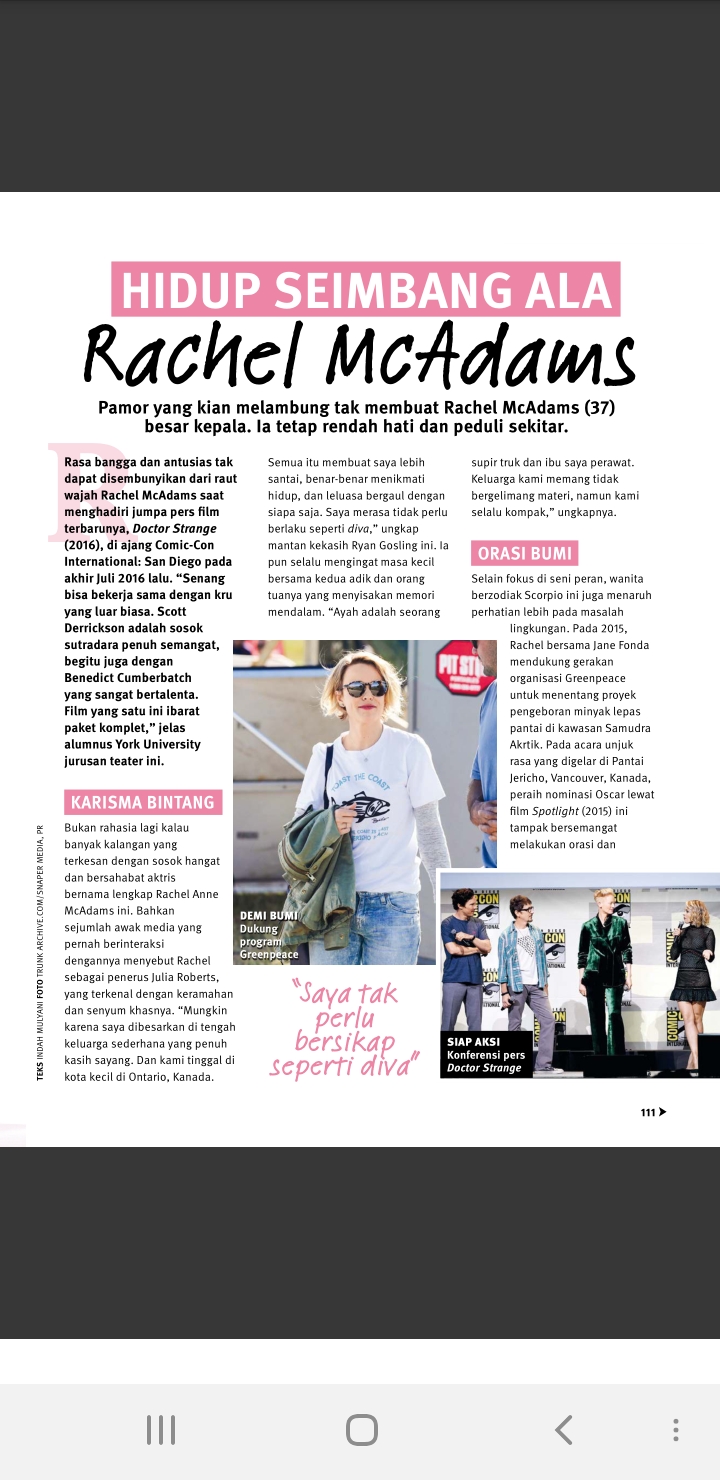 HIDUP SEIMBANG ALA
Rachel McAdams
Pamor yang kian melambung tak membuat Rachel McAdams (37)
besar kepala. Ia tetap rendah hati dan peduli sekitar.
R
Rasa bangga dan antusias tak
dapat disembunyikan dari raut
wajah Rachel McAdams saat
menghadiri jumpa pers film
terbarunya, Doctor Strange
(2016), di ajang Comic-Con
International: San Diego pada
akhir Juli 2016 lalu. “Senang
bisa bekerja sama dengan kru
yang luar biasa. Scott
Derrickson adalah sosok
sutradara penuh semangat,
begitu juga dengan
Benedict Cumberbatch
yang sangat bertalenta.
Film yang satu ini ibarat
paket komplet,” jelas
alumnus York University
jurusan teater ini.
KARISMA BINTANG
Bukan rahasia lagi kalau
banyak kalangan yang
terkesan dengan sosok hangat
dan bersahabat aktris
bernama lengkap Rachel Anne
McAdams ini. Bahkan
sejumlah awak media yang
pernah berinteraksi
dengannya menyebut Rachel
sebagai penerus Julia Roberts,
yang terkenal dengan keramahan
dan senyum khasnya. “Mungkin
karena saya dibesarkan di tengah
keluarga sederhana yang penuh
kasih sayang. Dan kami tinggal di
kota kecil di Ontario, Kanada.
Semua itu membuat saya lebih
santai, benar-benar menikmati
hidup, dan leluasa bergaul dengan
siapa saja. Saya merasa tidak perlu
berlaku seperti diva,” ungkap
mantan kekasih Ryan Gosling ini. Ia
pun selalu mengingat masa kecil
bersama kedua adik dan orang
tuanya yang menyisakan memori
mendalam. “Ayah adalah seorang
supir truk dan ibu saya perawat.
Keluarga kami memang tidak
bergelimang materi, namun kami
selalu kompak,” ungkapnya.
ORASI BUMI
Selain fokus di seni peran, wanita
berzodiak Scorpio ini juga menaruh
perhatian lebih pada masalah
lingkungan. Pada 2015,
Rachel bersama Jane Fonda
mendukung gerakan
organisasi Greenpeace
untuk menentang proyek
pengeboran minyak lepas
pantai di kawasan Samudra
Akrtik. Pada acara unjuk
rasa yang digelar di Pantai
Jericho, Vancouver, Kanada,
peraih nominasi Oscar lewat
film Spotlight (2015) ini
tampak bersemangat
melakukan orasi dan
PIT ST
TOAST THE COAST
DEMI BUMI
Dukung
program
Greenpeace
“Saya tak
perlu
bersikap
seperti diva”
CON
CON
CON
COMIC
SIAP AKSI
Konferensi pers
Doctor Strange
TEKS INDAH MULYANI FOTO TRUNK ARCHIVE.COM/SNAPER MEDIA, PR
111